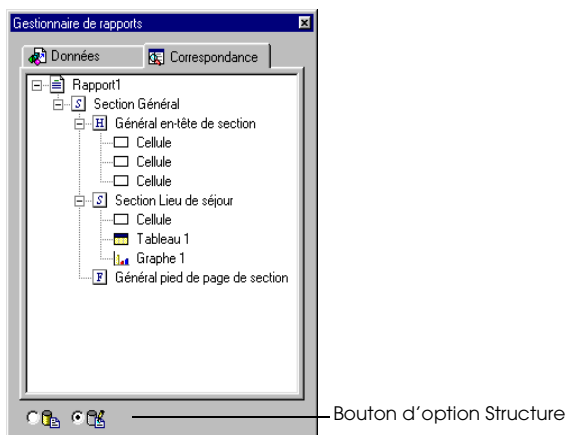 Gestionnaire de rapports
Données
Correspondance
Rapport1
S Section Général
H Général en-tête de section
Cellule
Cellule
Cellule
S Section Lieu de séjour
Cellule
Tableau 1
Graphe 1
F Général pied de page de section
Bouton d'option Structure